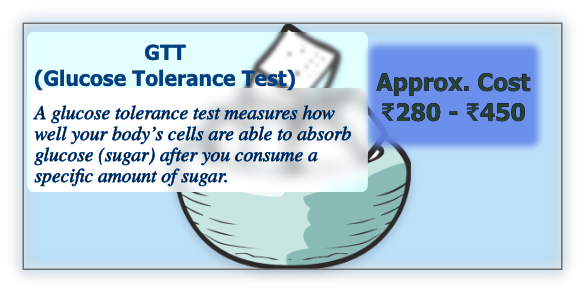 GTT
(Glucose Tolerance Test)
A glucose tolerance test measures how
well your body’s cells are able to absorb
glucose (sugar) after you consume a
specific amount of sugar.
Approx. Cost
₹280 - ₹450